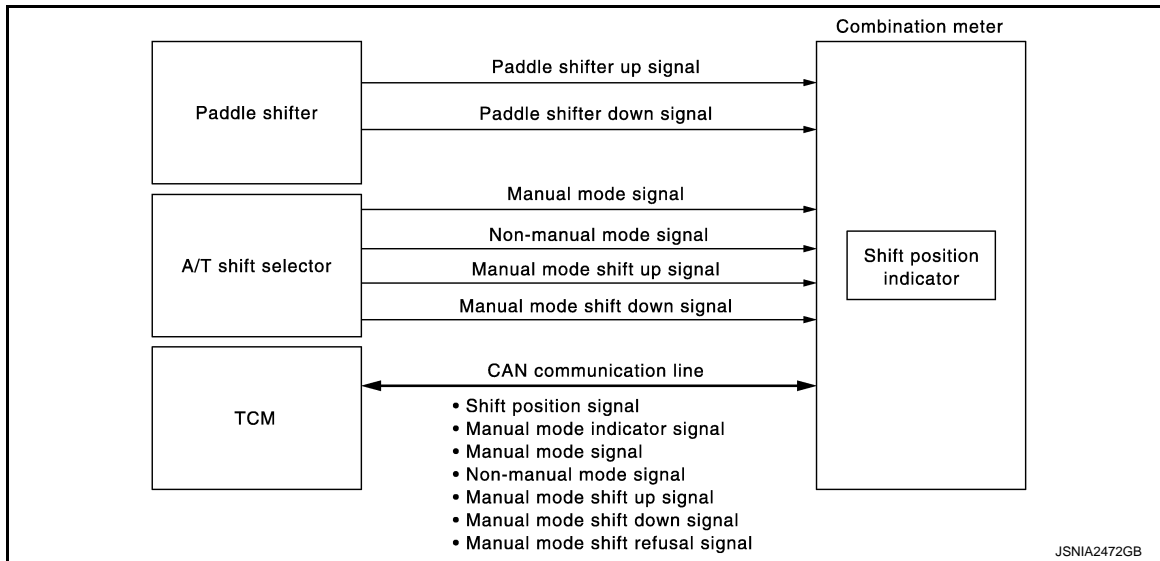 Combination meter
Paddle shifter
Paddle shifter up signal
Paddle shifter down signal
A/T shift selector
Manual mode signal
Non-manual mode signal
Manual mode shift up signal
Manual mode shift down signal
Shift position
indicator
TCM
CAN communication line
• Shift position signal
• Manual mode indicator signal
• Manual mode signal
• Non-manual mode signal
• Manual mode shift up signal
• Manual mode shift down signal
• Manual mode shift refusal signal
JSNIA2472GB